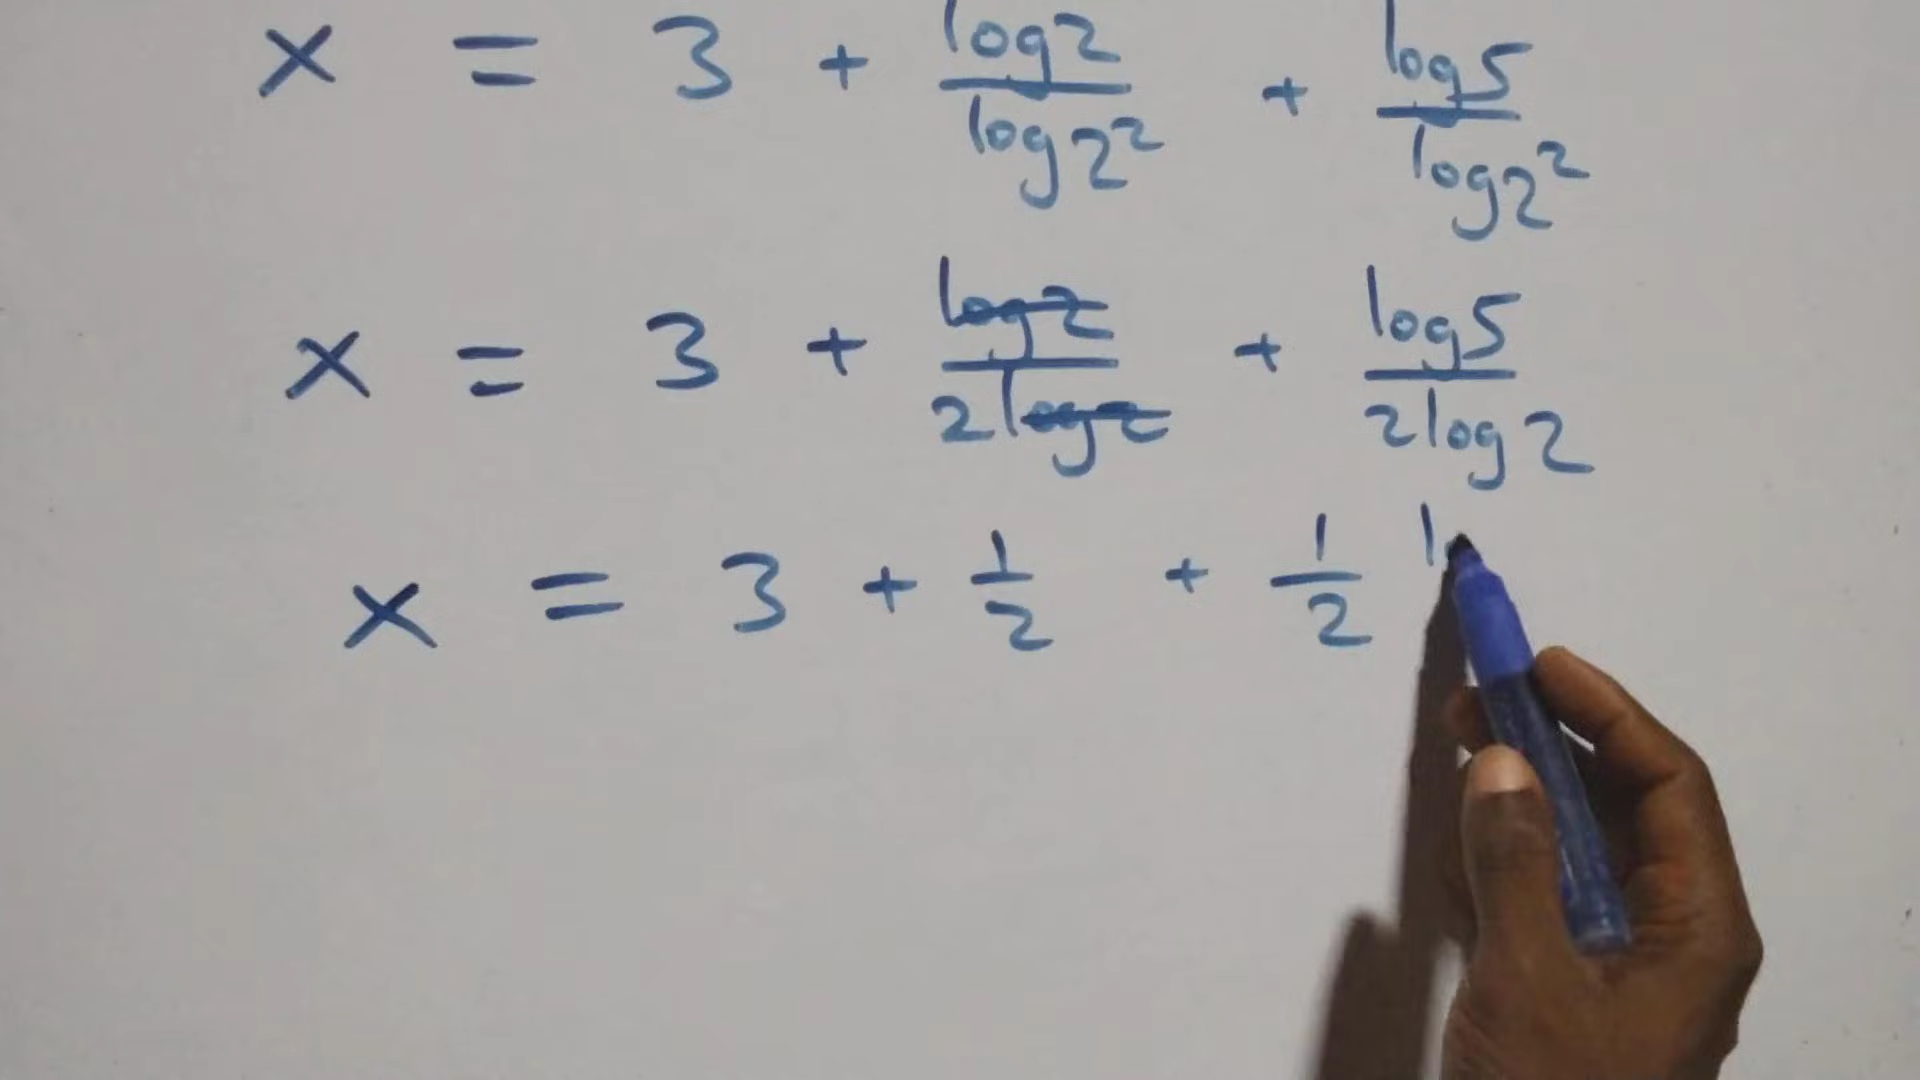 x = 3 + log2/log2² + log5/log2²
x = 3 + log2/2log2 + log5/2log2
x = 3 + 1/2 + 1/2 l